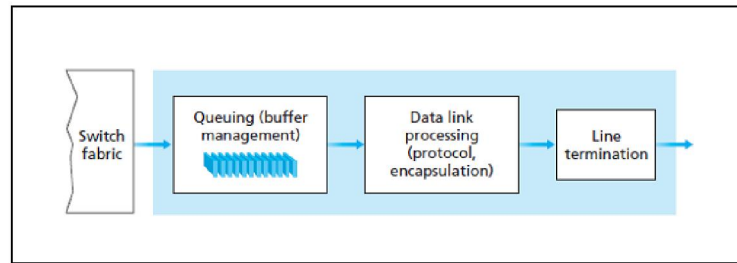 Switch
fabric
Queuing (buffer
management)
Data link
processing
(protocol,
encapsulation)
Line
termination